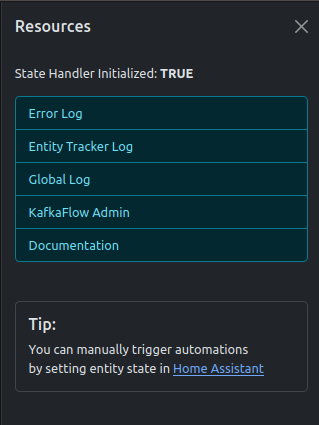 Resources
State Handler Initialized: TRUE
Error Log
Entity Tracker Log
Global Log
KafkaFlow Admin
Documentation
Tip:
You can manually trigger automations
by setting entity state in Home Assistant